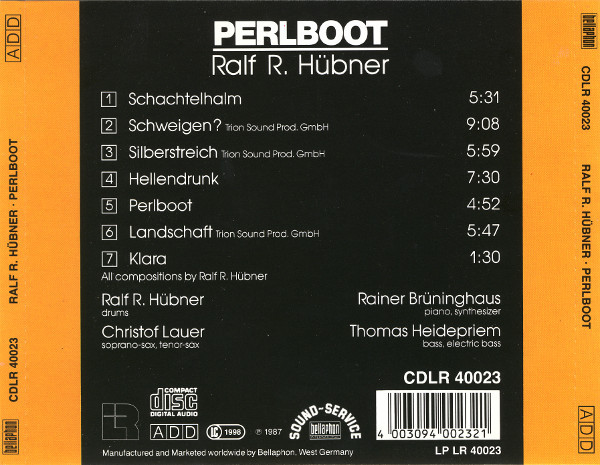 PERLBOOT
Ralf R. Hübner
1 Schachtelhalm 5:31
2 Schweigen? Trion Sound Prod. GmbH 9:08
3 Silberstreich Trion Sound Prod. GmbH 5:59
4 Hellendrunk 7:30
5 Perlboot 4:52
6 Landschaft Trion Sound Prod. GmbH 5:47
7 Klara 1:30
All compositions by Ralf R. Hübner
Ralf R. Hübner
drums
Rainer Brüninghaus
piano, synthesizer
Christof Lauer
soprano-sax, tenor-sax
Thomas Heidepriem
bass, electric bass
CDLR 40023
COMPACT
disc
DIGITAL AUDIO
ADD
LC 1996
℗ 1987
SOUND-SERVICE
bellaphon
INTERNATIONAL
4 003094 002321
LP LR 40023
Manufactured and Marketed worldwide by Bellaphon, West Germany
bellaphon CDLR 40023 RALF R. HÜBNER · PERLBOOT ADD
bellaphon CDLR 40023 RALF R. HÜBNER · PERLBOOT ADD